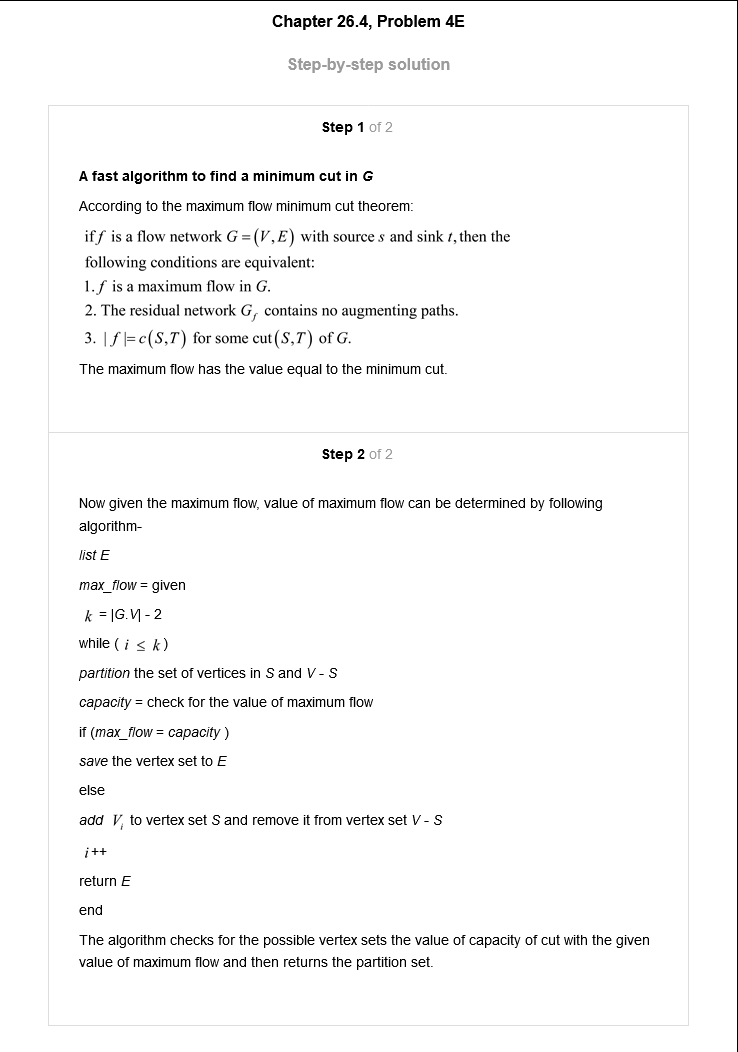 Chapter 26.4, Problem 4E
Step-by-step solution
Step 1 of 2
A fast algorithm to find a minimum cut in G
According to the maximum flow minimum cut theorem:
if f is a flow network G = (V, E) with source s and sink t, then the
following conditions are equivalent:
1. f is a maximum flow in G.
2. The residual network G_f contains no augmenting paths.
3. | f |= c(S,T) for some cut(S,T) of G.
The maximum flow has the value equal to the minimum cut.
Step 2 of 2
Now given the maximum flow, value of maximum flow can be determined by following
algorithm-
list E
max_flow = given
k = |G.V| - 2
while ( i ≤ k )
partition the set of vertices in S and V - S
capacity = check for the value of maximum flow
if (max_flow = capacity )
save the vertex set to E
else
add V_i to vertex set S and remove it from vertex set V - S
i++
return E
end
The algorithm checks for the possible vertex sets the value of capacity of cut with the given
value of maximum flow and then returns the partition set.